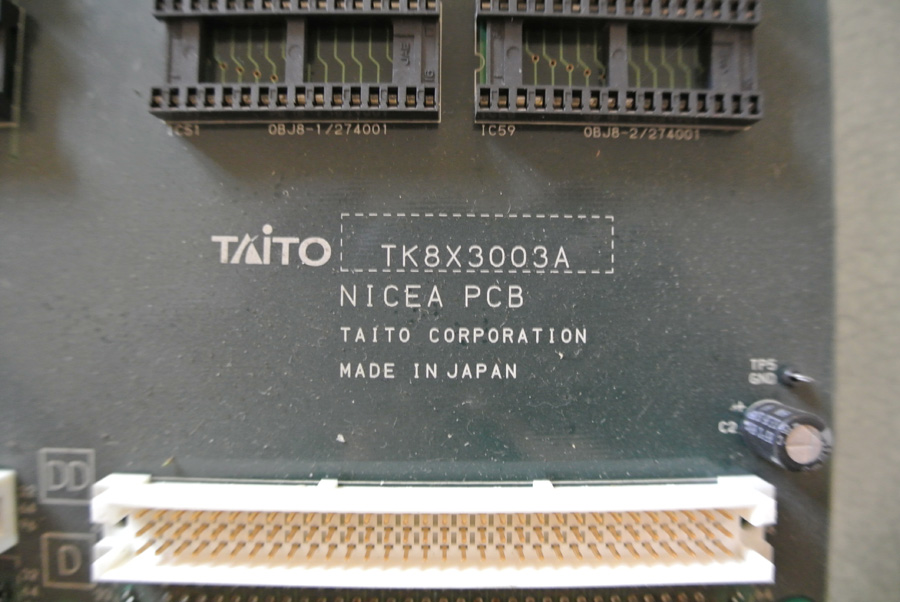 IC51 OBJ8-1/274001
IC59 OBJ8-2/274001
TAITO TK8X3003A
NICEA PCB
TAITO CORPORATION
MADE IN JAPAN
TP5
GND
C2
DD
D